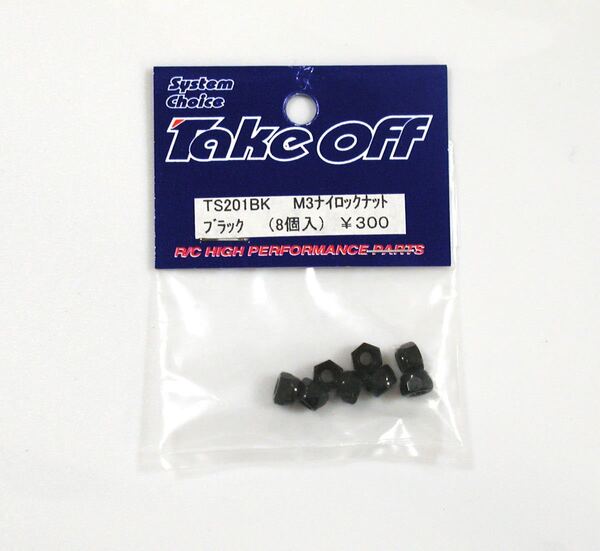 System
Choice
Take Off
TS201BK M3ナイロックナット
ブラック (8個入) ¥300
R/C HIGH PERFORMANCE PARTS